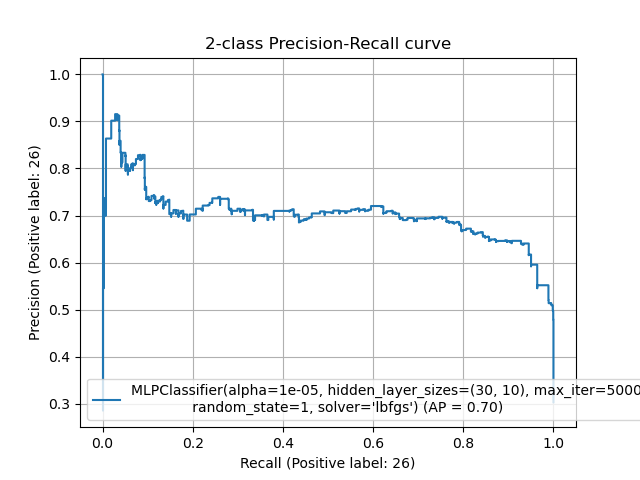 2-class Precision-Recall curve
1.0
0.9
0.8
0.7
0.6
0.5
0.4
0.3
Precision (Positive label: 26)
MLPClassifier(alpha=1e-05, hidden_layer_sizes=(30, 10), max_iter=5000
random_state=1, solver='lbfgs') (AP = 0.70)
0.0 0.2 0.4 0.6 0.8 1.0
Recall (Positive label: 26)